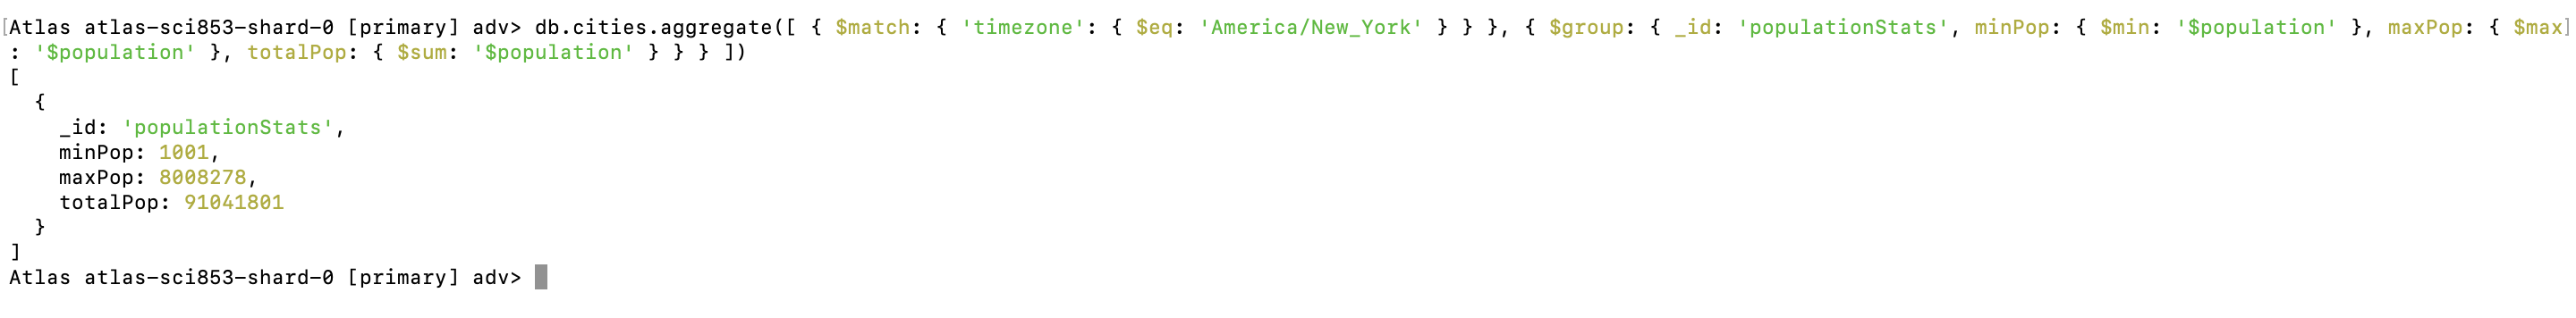 [Atlas atlas-sci853-shard-0 [primary] adv> db.cities.aggregate([ { $match: { 'timezone': { $eq: 'America/New_York' } } }, { $group: { _id: 'populationStats', minPop: { $min: '$population' }, maxPop: { $max]
: '$population' }, totalPop: { $sum: '$population' } } } ])
[
  {
    _id: 'populationStats',
    minPop: 1001,
    maxPop: 8008278,
    totalPop: 91041801
  }
]
Atlas atlas-sci853-shard-0 [primary] adv>